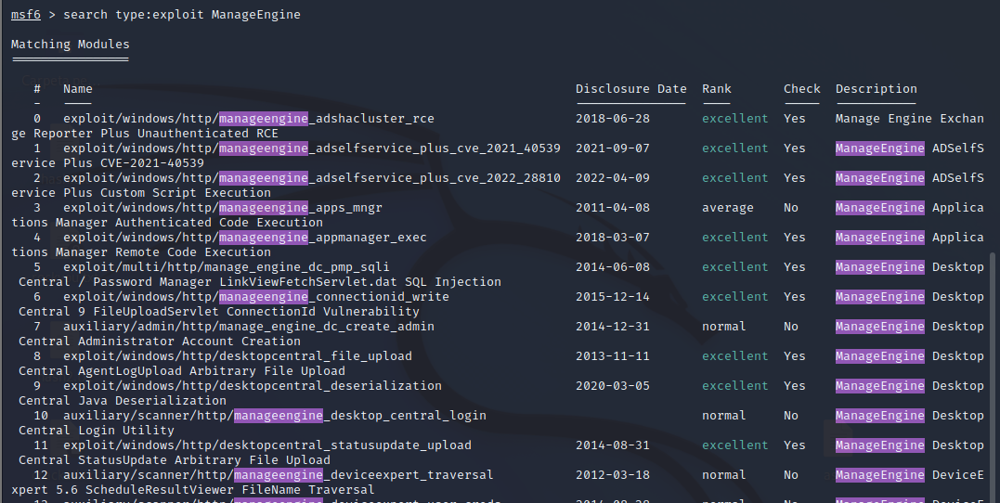 msf6 > search type:exploit ManageEngine
Matching Modules
# Name Disclosure Date Rank Check Description
0 exploit/windows/http/manageengine_adshacluster_rce 2018-06-28 excellent Yes Manage Engine Exchan
ge Reporter Plus Unauthenticated RCE
1 exploit/windows/http/manageengine_adselfservice_plus_cve_2021_40539 2021-09-07 excellent Yes ManageEngine ADSelfS
ervice Plus CVE-2021-40539
2 exploit/windows/http/manageengine_adselfservice_plus_cve_2022_28810 2022-04-09 excellent Yes ManageEngine ADSelfS
ervice Plus Custom Script Execution
3 exploit/windows/http/manageengine_apps_mngr 2011-04-08 average No ManageEngine Applica
tions Manager Authenticated Code Execution
4 exploit/windows/http/manageengine_appmanager_exec 2018-03-07 excellent Yes ManageEngine Applica
tions Manager Remote Code Execution
5 exploit/multi/http/manage_engine_dc_pmp_sqli 2014-06-08 excellent Yes ManageEngine Desktop
Central / Password Manager LinkViewFetchServlet.dat SQL Injection
6 exploit/windows/http/manageengine_connectionid_write 2015-12-14 excellent Yes ManageEngine Desktop
Central 9 FileUploadServlet ConnectionId Vulnerability
7 auxiliary/admin/http/manage_engine_dc_create_admin 2014-12-31 normal No ManageEngine Desktop
Central Administrator Account Creation
8 exploit/windows/http/desktopcentral_file_upload 2013-11-11 excellent Yes ManageEngine Desktop
Central AgentLogUpload Arbitrary File Upload
9 exploit/windows/http/desktopcentral_deserialization 2020-03-05 excellent Yes ManageEngine Desktop
Central Java Deserialization
10 auxiliary/scanner/http/manageengine_desktop_central_login normal No ManageEngine Desktop
Central Login Utility
11 exploit/windows/http/desktopcentral_statusupdate_upload 2014-08-31 excellent Yes ManageEngine Desktop
Central StatusUpdate Arbitrary File Upload
12 auxiliary/scanner/http/manageengine_deviceexpert_traversal 2012-03-18 normal No ManageEngine DeviceE
xpert 5.6 ScheduleResultViewer FileName Traversal